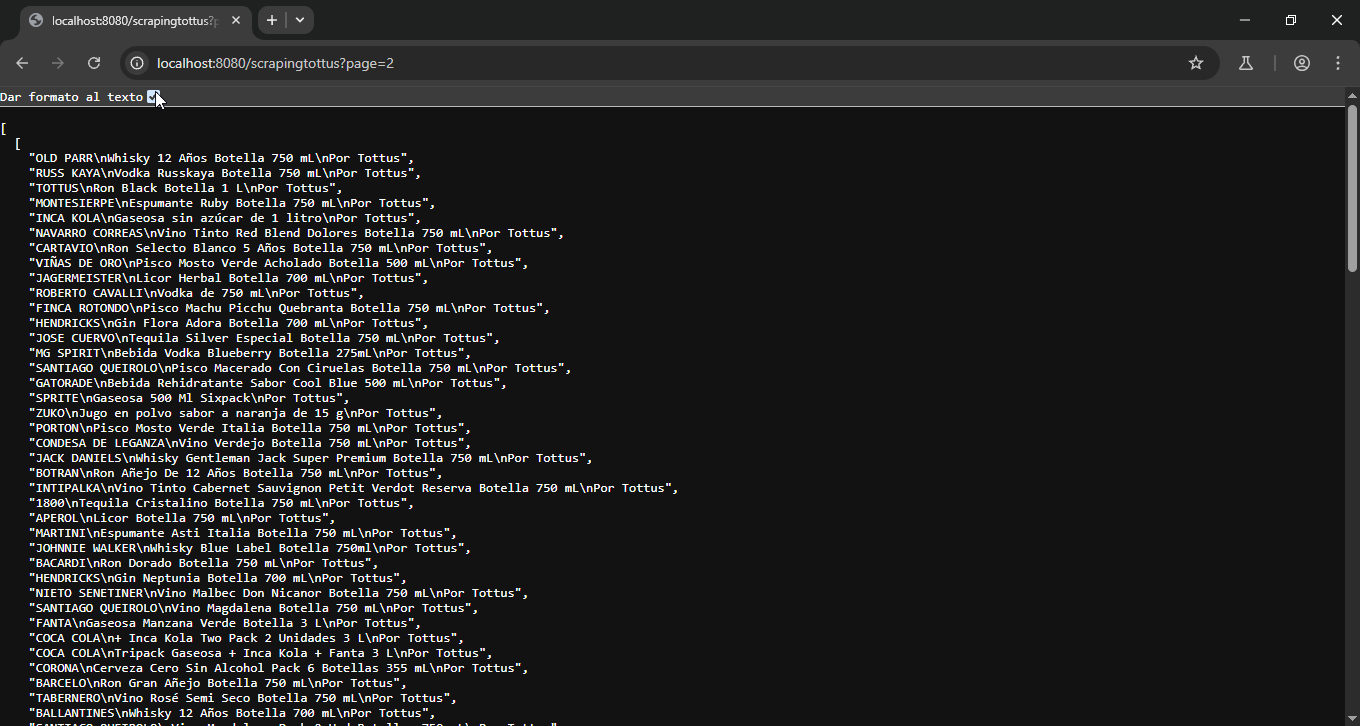 localhost:8080/scrapingtottus?p
localhost:8080/scrapingtottus?page=2
Dar formato al texto
[
[
"OLD PARR\nWhisky 12 Años Botella 750 mL\nPor Tottus",
"RUSS KAYA\nVodka Russkaya Botella 750 mL\nPor Tottus",
"TOTTUS\nRon Black Botella 1 L\nPor Tottus",
"MONTESIERPE\nEspumante Ruby Botella 750 mL\nPor Tottus",
"INCA KOLA\nGaseosa sin azúcar de 1 litro\nPor Tottus",
"NAVARRO CORREAS\nVino Tinto Red Blend Dolores Botella 750 mL\nPor Tottus",
"CARTAVIO\nRon Selecto Blanco 5 Años Botella 750 mL\nPor Tottus",
"VIÑAS DE ORO\nPisco Mosto Verde Acholado Botella 500 mL\nPor Tottus",
"JAGERMEISTER\nLicor Herbal Botella 700 mL\nPor Tottus",
"ROBERTO CAVALLI\nVodka de 750 mL\nPor Tottus",
"FINCA ROTONDO\nPisco Machu Picchu Quebranta Botella 750 mL\nPor Tottus",
"HENDRICKS\nGin Flora Adora Botella 700 mL\nPor Tottus",
"JOSE CUERVO\nTequila Silver Especial Botella 750 mL\nPor Tottus",
"MG SPIRIT\nBebida Vodka Blueberry Botella 275mL\nPor Tottus",
"SANTIAGO QUEIROLO\nPisco Macerado Con Ciruelas Botella 750 mL\nPor Tottus",
"GATORADE\nBebida Rehidratante Sabor Cool Blue 500 mL\nPor Tottus",
"SPRITE\nGaseosa 500 Ml Sixpack\nPor Tottus",
"ZUKO\nJugo en polvo sabor a naranja de 15 g\nPor Tottus",
"PORTON\nPisco Mosto Verde Italia Botella 750 mL\nPor Tottus",
"CONDESA DE LEGANZA\nVino Verdejo Botella 750 mL\nPor Tottus",
"JACK DANIELS\nWhisky Gentleman Jack Super Premium Botella 750 mL\nPor Tottus",
"BOTRAN\nRon Añejo De 12 Años Botella 750 mL\nPor Tottus",
"INTIPALKA\nVino Tinto Cabernet Sauvignon Petit Verdot Reserva Botella 750 mL\nPor Tottus",
"1800\nTequila Cristalino Botella 750 mL\nPor Tottus",
"APEROL\nLicor Botella 750 mL\nPor Tottus",
"MARTINI\nEspumante Asti Italia Botella 750 mL\nPor Tottus",
"JOHNNIE WALKER\nWhisky Blue Label Botella 750ml\nPor Tottus",
"BACARDI\nRon Dorado Botella 750 mL\nPor Tottus",
"HENDRICKS\nGin Neptunia Botella 700 mL\nPor Tottus",
"NIETO SENETINER\nVino Malbec Don Nicanor Botella 750 mL\nPor Tottus",
"SANTIAGO QUEIROLO\nVino Magdalena Botella 750 mL\nPor Tottus",
"FANTA\nGaseosa Manzana Verde Botella 3 L\nPor Tottus",
"COCA COLA\n+ Inca Kola Two Pack 2 Unidades 3 L\nPor Tottus",
"COCA COLA\nTripack Gaseosa + Inca Kola + Fanta 3 L\nPor Tottus",
"CORONA\nCerveza Cero Sin Alcohol Pack 6 Botellas 355 mL\nPor Tottus",
"BARCELO\nRon Gran Añejo Botella 750 mL\nPor Tottus",
"TABERNERO\nVino Rosé Semi Seco Botella 750 mL\nPor Tottus",
"BALLANTINES\nWhisky 12 Años Botella 700 mL\nPor Tottus",